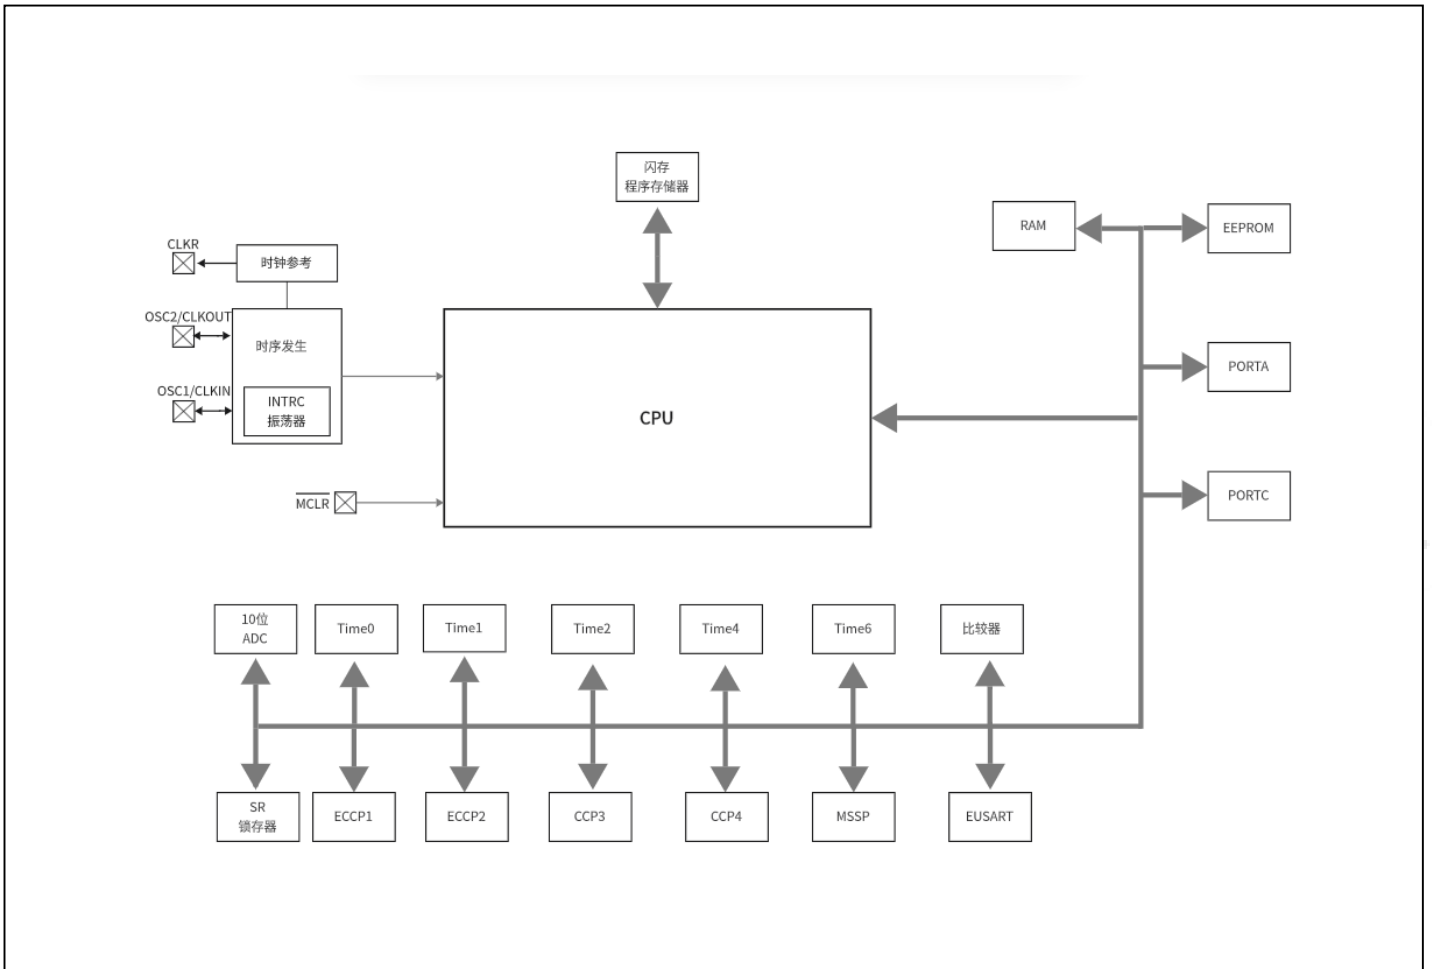 闪存
程序存储器
RAM
EEPROM
CLKR
时钟参考
OSC2/CLKOUT
时序发生
PORTA
OSC1/CLKIN
INTRC
振荡器
CPU
PORTC
MCLR
10位
ADC
Time0
Time1
Time2
Time4
Time6
比较器
SR
锁存器
ECCP1
ECCP2
CCP3
CCP4
MSSP
EUSART